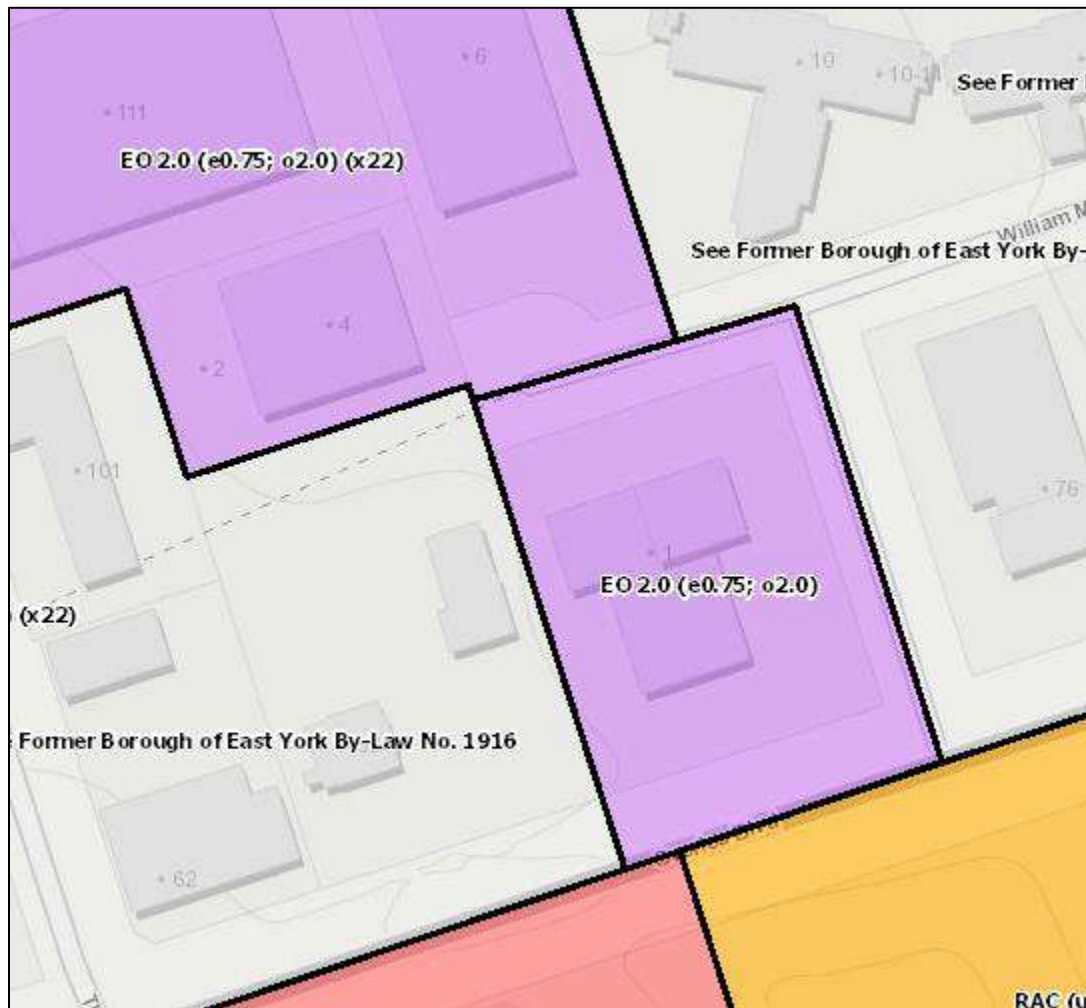 6
10
10-11
See Former
111
EO 2.0 (e0.75; o2.0) (x22)
William M
See Former Borough of East York By-
4
2
101
76
1
EO 2.0 (e0.75; o2.0)
(x22)
Former Borough of East York By-Law No. 1916
62
RAC (u